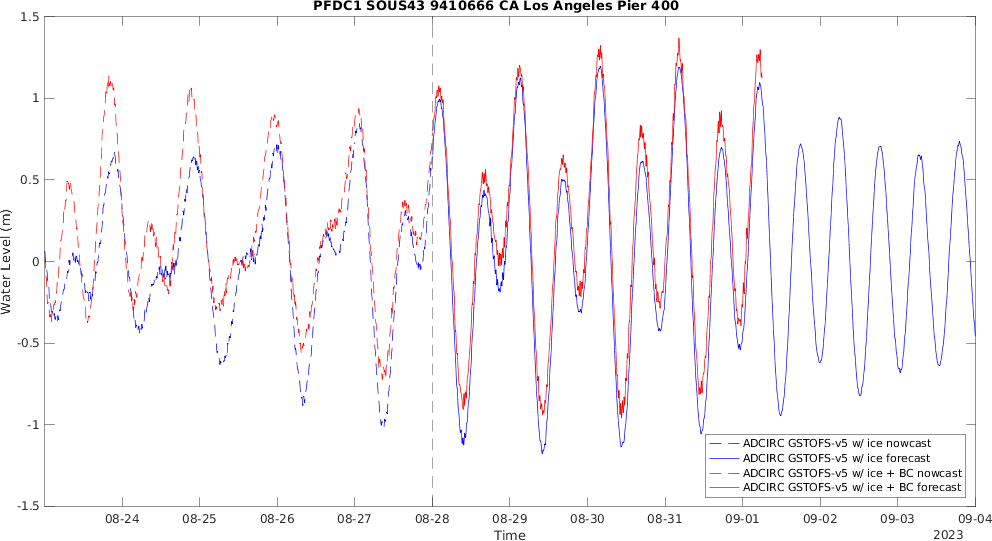 PFDC1 SOUS43 9410666 CA Los Angeles Pier 400
1.5
1
0.5
0
-0.5
-1
-1.5
Water Level (m)
08-24 08-25 08-26 08-27 08-28 08-29 08-30 08-31 09-01 09-02 09-03 09-04
Time
2023
ADCIRC GSTOFS-v5 w/ ice nowcast
ADCIRC GSTOFS-v5 w/ ice forecast
ADCIRC GSTOFS-v5 w/ ice + BC nowcast
ADCIRC GSTOFS-v5 w/ ice + BC forecast